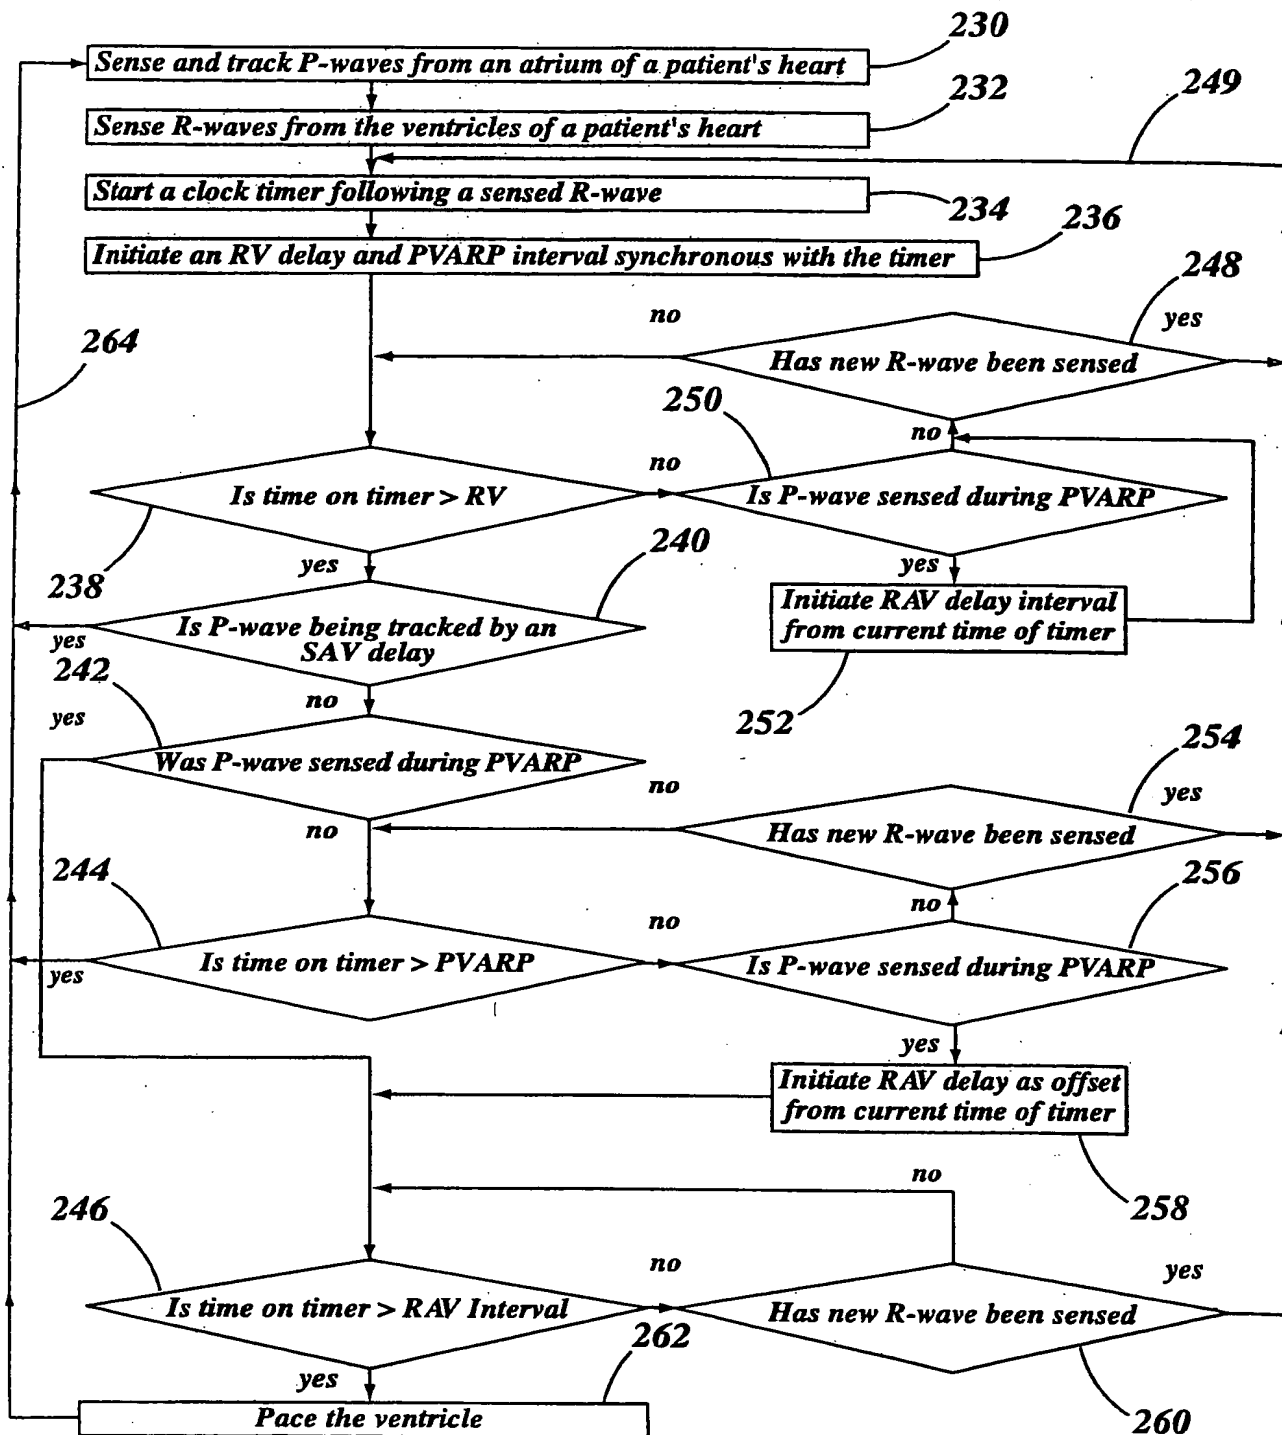 230
Sense and track P-waves from an atrium of a patient's heart
232
249
Sense R-waves from the ventricles of a patient's heart
Start a clock timer following a sensed R-wave
234
236
Initiate an RV delay and PVARP interval synchronous with the timer
248
no
yes
264
Has new R-wave been sensed
250
no
no
Is time on timer > RV
Is P-wave sensed during PVARP
240
yes
yes
238
Initiate RAV delay interval
from current time of timer
Is P-wave being tracked by an
SAV delay
yes
242
no
252
yes
254
Was P-wave sensed during PVARP
no
yes
no
Has new R-wave been sensed
244
256
no
no
Is time on timer > PVARP
Is P-wave sensed during PVARP
yes
yes
Initiate RAV delay as offset
from current time of timer
no
246
258
no
yes
Is time on timer > RAV Interval
Has new R-wave been sensed
262
yes
Pace the ventricle
260